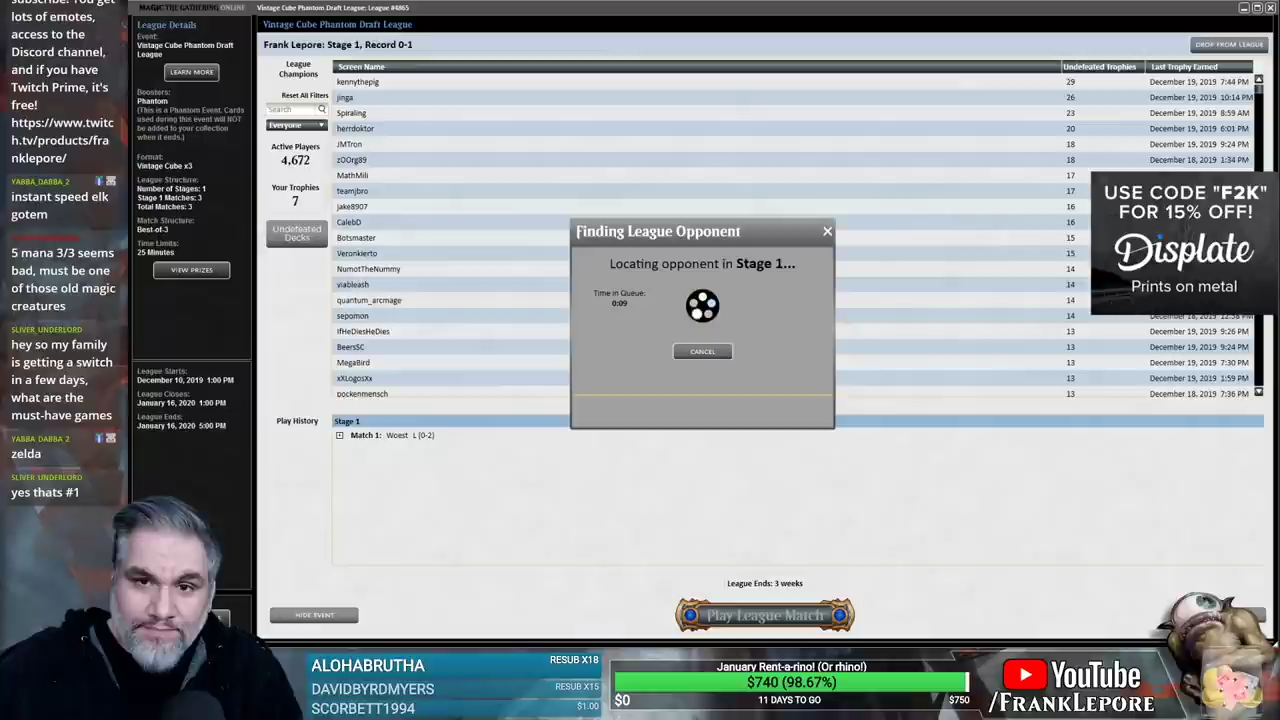 lots of emotes,
access to the
Discord channel,
and if you have
Twitch Prime, it's
free!
https://www.twitc
h.tv/products/fra
nklepore/
YABBA_DABBA_2
insant speed elk
gotem
5 mana 3/3 seems
bad, must be one
of those old magic
creatures
SLIVER_UNDERLORD
hey so my family
is getting a switch
in a few days,
what are the
must-have games
YABBA_DABBA_2
zelda
SLIVER_UNDERLORD
yes thats #1
MAGIC THE GATHERING ONLINE
Vintage Cube Phantom Draft League: League #4865
League Details
Event:
Vintage Cube Phantom Draft
League
LEARN MORE
Boosters:
Phantom
(This is a Phantom Event. Cards
used during this event will NOT
be added to your collection
when it ends.)
Format:
Vintage Cube x3
League Structure:
Number of Stages: 1
Stage 1 Matches: 3
Total Matches: 3
Match Structure:
Best-of-3
Time Limits:
25 Minutes
VIEW PRIZES
League Starts:
December 10, 2019 1:00 PM
League Closes:
January 16, 2020 1:00 PM
League Ends:
January 16, 2020 5:00 PM
Vintage Cube Phantom Draft League
Frank Lepore: Stage 1, Record 0-1
DROP FROM LEAGUE
League
Champions
Reset All Filters
Search
Everyone
Active Players
4,672
Your Trophies
7
Undefeated
Decks
Screen Name Undefeated Trophies Last Trophy Earned
kennythepig 29 December 19, 2019 7:44 PM
jinga 26 December 19, 2019 10:14 PM
Spiraling 23 December 19, 2019 8:59 AM
herrdoktor 20 December 19, 2019 6:01 PM
JMTron 18 December 19, 2019 9:24 PM
zOOrg89 18 December 18, 2019 1:34 PM
MathMili 17
teamjbro 17
jake8907 16
CalebD 16
Botsmaster 15
Veronkierto 15
NumotTheNummy 14
viableash 14
quantum_arcmage 14
sepomon 14 December 18, 2019 12:58 PM
IfHeDiesHeDies 13 December 19, 2019 9:26 PM
BeersSC 13 December 19, 2019 9:24 PM
MegaBird 13 December 19, 2019 7:30 PM
xXLogosXx 13 December 19, 2019 1:59 PM
pockenmensch 13 December 18, 2019 7:36 PM
Finding League Opponent
Locating opponent in Stage 1...
Time in Queue:
0:09
CANCEL
USE CODE "F2K"
FOR 15% OFF!
Displate
Prints on metal
Play History
Stage 1
Match 1: Woest L (0-2)
League Ends: 3 weeks
HIDE EVENT
Play League Match
ALOHABRUTHA RESUB X18
DAVIDBYRDMYERS RESUB X15
SCORBETT1994 $1.00
January Rent-a-rino! (Or rhino!)
$740 (98.67%)
$0 11 DAYS TO GO $750
YouTube
/FRANKLEPORE